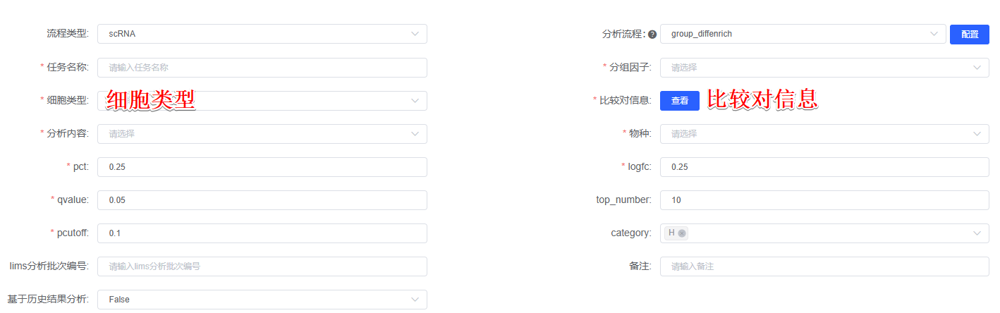 流程类型: scRNA
分析流程: ? group_diffenrich 配置
* 任务名称: 请输入任务名称
* 分组因子: 请选择
* 细胞类型: 细胞类型
* 比较对信息: 查看 比较对信息
* 分析内容: 请选择
* 物种: 请选择
* pct: 0.25
* logfc: 0.25
* qvalue: 0.05
top_number: 10
* pcutoff: 0.1
category: H
lims分析批次编号: 请输入lims分析批次编号
备注: 请输入备注
基于历史结果分析: False